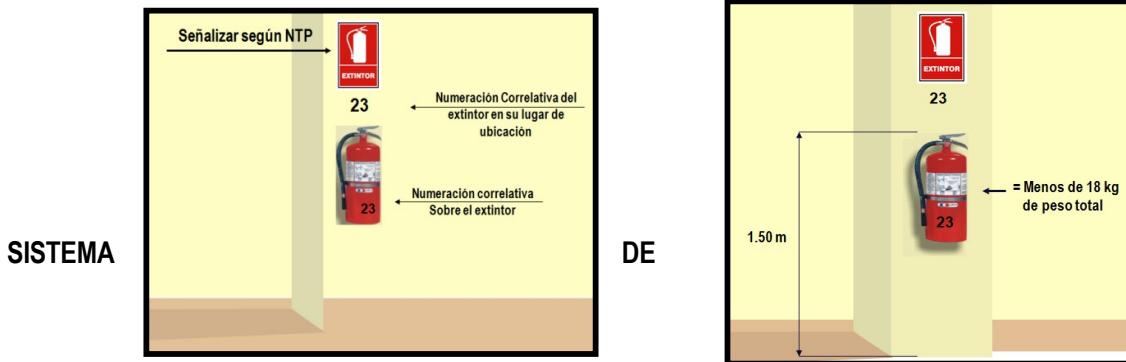 Señalizar según NTP
EXTINTOR
23
Numeración Correlativa del
extintor en su lugar de
ubicación
Numeración correlativa
Sobre el extintor
23
SISTEMA
DE
EXTINTOR
23
= Menos de 18 kg
de peso total
23
1.50 m